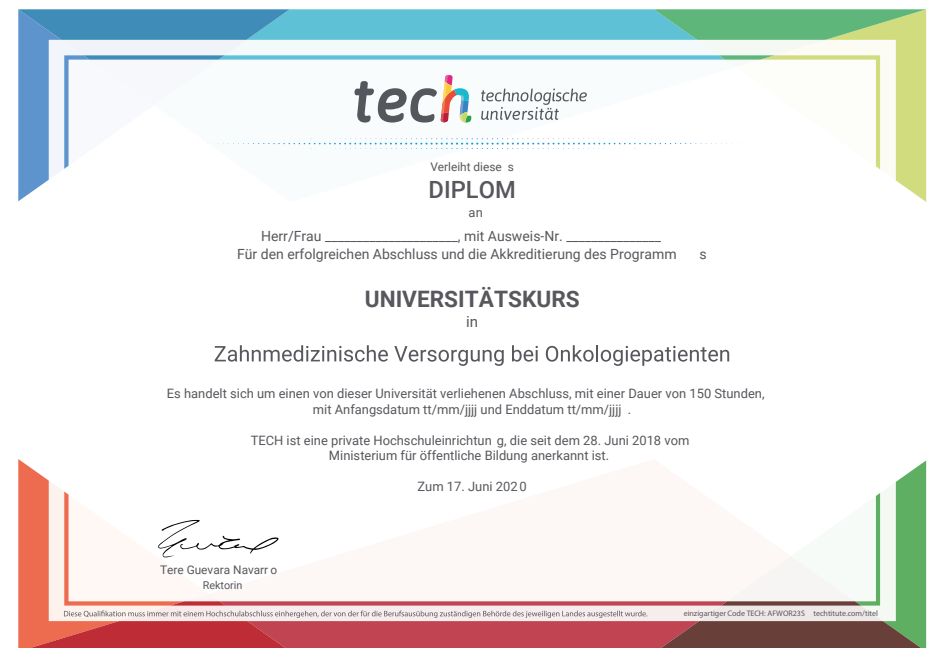 tech technologische
universität
Verleiht diese s
DIPLOM
an
Herr/Frau ______________________, mit Ausweis-Nr. ________________
Für den erfolgreichen Abschluss und die Akkreditierung des Programm s
UNIVERSITÄTSKURS
in
Zahnmedizinische Versorgung bei Onkologiepatienten
Es handelt sich um einen von dieser Universität verliehenen Abschluss, mit einer Dauer von 150 Stunden,
mit Anfangsdatum tt/mm/jjjj und Enddatum tt/mm/jjjj .
TECH ist eine private Hochschuleinrichtun g, die seit dem 28. Juni 2018 vom
Ministerium für öffentliche Bildung anerkannt ist.
Zum 17. Juni 2020
Tere Guevara Navarr o
Rektorin
Diese Qualifikation muss immer mit einem Hochschulabschluss einhergehen, der von der für die Berufsausübung zuständigen Behörde des jeweiligen Landes ausgestellt wurde. einzigartiger Code TECH: AFWOR23S techtitute.com/titel